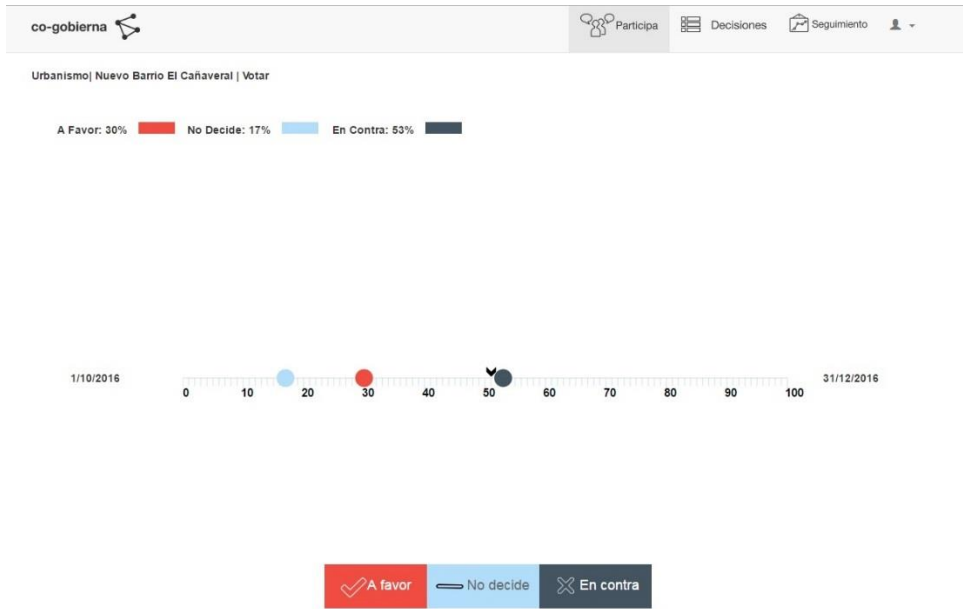 co-gobierna
Participa Decisiones Seguimiento
Urbanismo| Nuevo Barrio El Cañaveral | Votar
A Favor: 30% No Decide: 17% En Contra: 53%
1/10/2016 31/12/2016
0 10 20 30 40 50 60 70 80 90 100
A favor No decide En contra